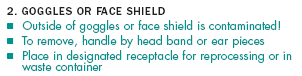 2. GOGGLES OR FACE SHIELD
■ Outside of goggles or face shield is contaminated!
■ To remove, handle by head band or ear pieces
■ Place in designated receptacle for reprocessing or in
waste container